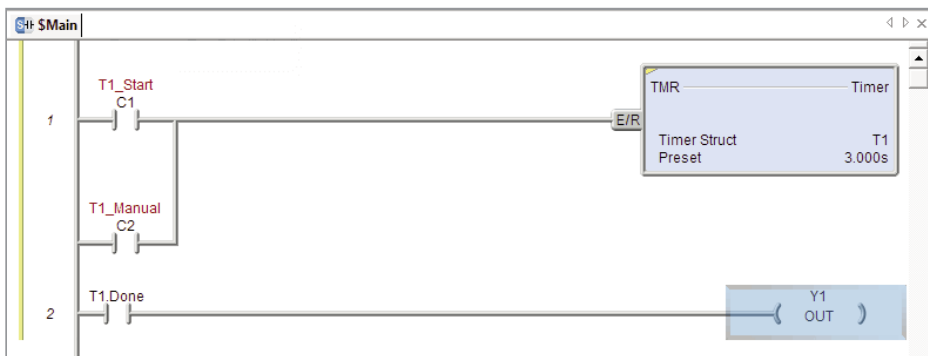 $Main
T1_Start
C1
TMR Timer
1
E/R
Timer Struct T1
Preset 3.000s
T1_Manual
C2
T1.Done
Y1
2
OUT